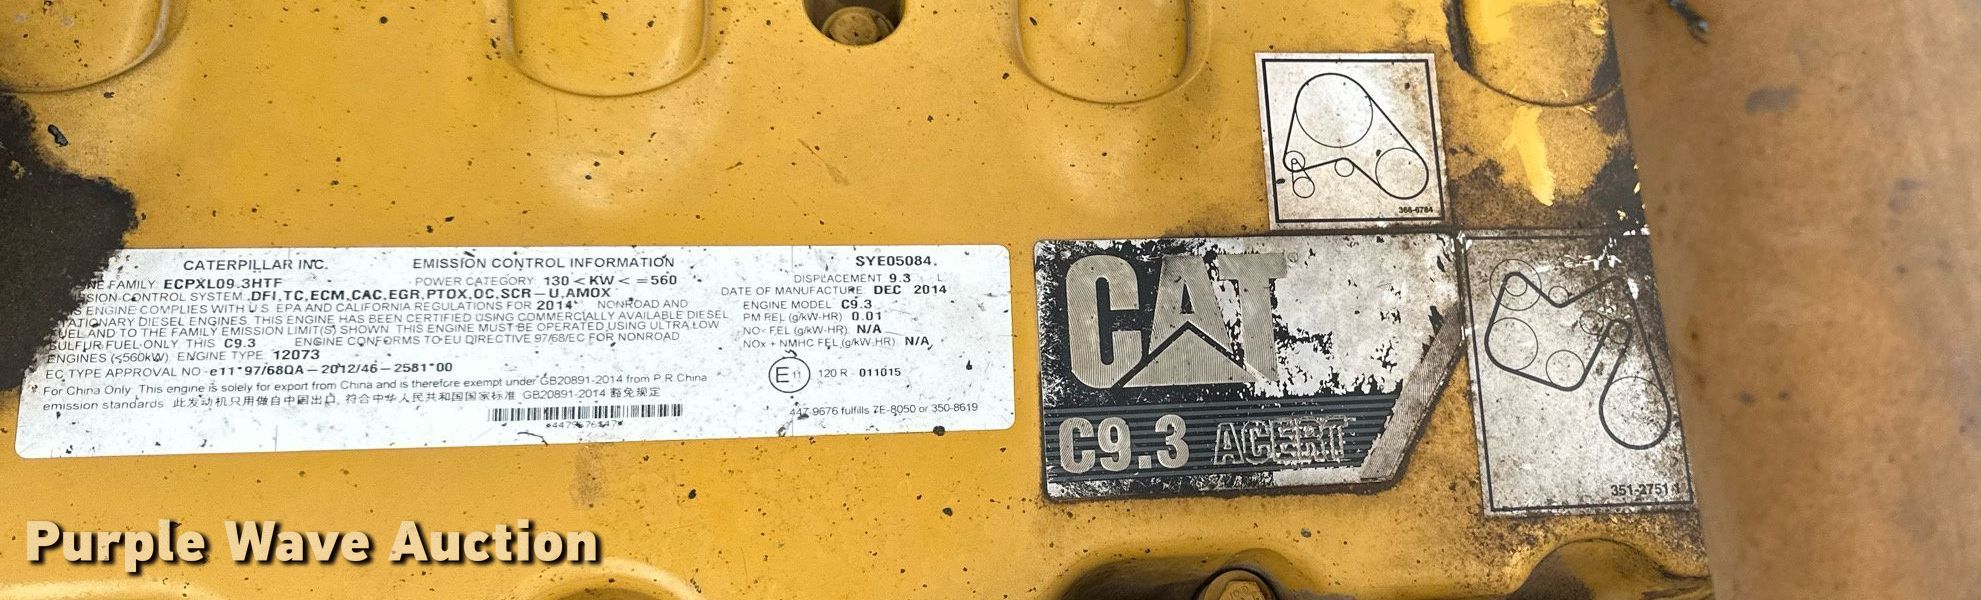 CATERPILLAR INC. EMISSION CONTROL INFORMATION SYE05084.
FAMILY ECPXL09.3HTF POWER CATEGORY 130 < KW < = 560 DISPLACEMENT 9.3 L
CONTROL SYSTEM DFI,TC,ECM,CAC,EGR,PTOX,OC,SCR-U,AMOX DATE OF MANUFACTURE DEC 2014
ENGINE COMPLIES WITH U.S. EPA AND CALIFORNIA REGULATIONS FOR 2014 NONROAD AND ENGINE MODEL C9.3
DIESEL ENGINES. THIS ENGINE HAS BEEN CERTIFIED USING COMMERCIALLY AVAILABLE DIESEL PM FEL (g/kW-HR) 0.01
FUEL AND TO THE FAMILY EMISSION LIMIT(S) SHOWN. THIS ENGINE MUST BE OPERATED USING ULTRA LOW NOx FEL (g/kW-HR) N/A
SULFUR FUEL ONLY. THIS C9.3 ENGINE CONFORMS TO EU DIRECTIVE 97/68/EC FOR NONROAD NOx + NMHC FEL (g/kW-HR) N/A
ENGINES (≤560kW) ENGINE TYPE 12073
EC TYPE APPROVAL NO e11*97/68QA-2012/46-2581*00 E 11 120 R - 011015
* For China Only: This engine is solely for export from China and is therefore exempt under GB20891-2014 from P.R.China
emission standards 此发动机只用做自中国出口, 符合中华人民共和国国家标准 GB20891-2014 豁免规定
447-9676 fulfills 7E-8050 or 350-8619
366-6784
CAT
C9.3 ACERT
351-2751
Purple Wave Auction